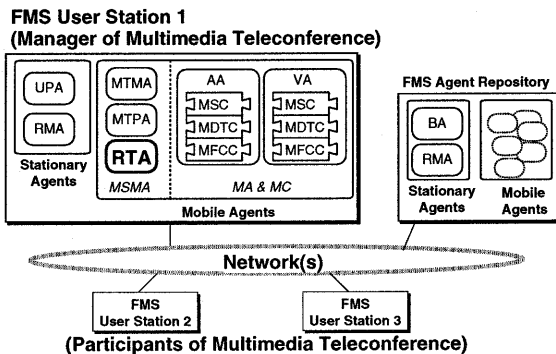 FMS User Station 1
(Manager of Multimedia Teleconference)
UPA
RMA
Stationary
Agents
MTMA
MTPA
RTA
MSMA
AA
MSC
MDTC
MFCC
VA
MSC
MDTC
MFCC
MA & MC
Mobile Agents
FMS Agent Repository
BA
RMA
Stationary
Agents
Mobile
Agents
Network(s)
FMS
User Station 2
FMS
User Station 3
(Participants of Multimedia Teleconference)